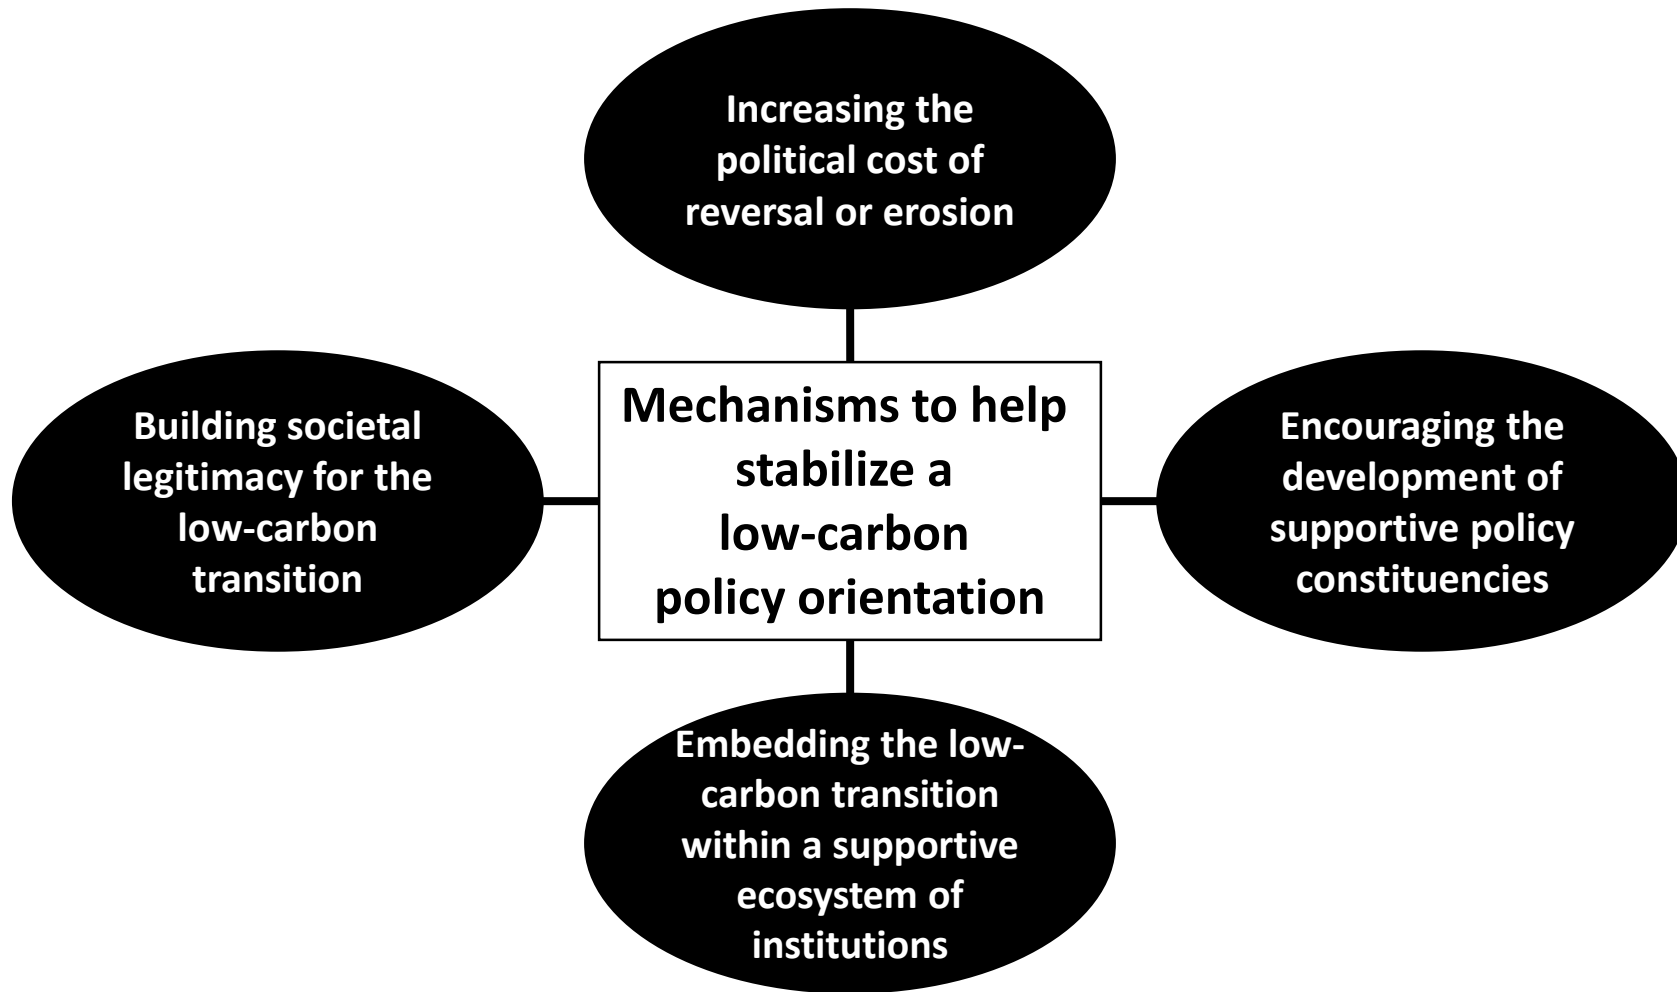 Increasing the
political cost of
reversal or erosion
Building societal
legitimacy for the
low-carbon
transition
Mechanisms to help
stabilize a
low-carbon
policy orientation
Encouraging the
development of
supportive policy
constituencies
Embedding the low-
carbon transition
within a supportive
ecosystem of
institutions